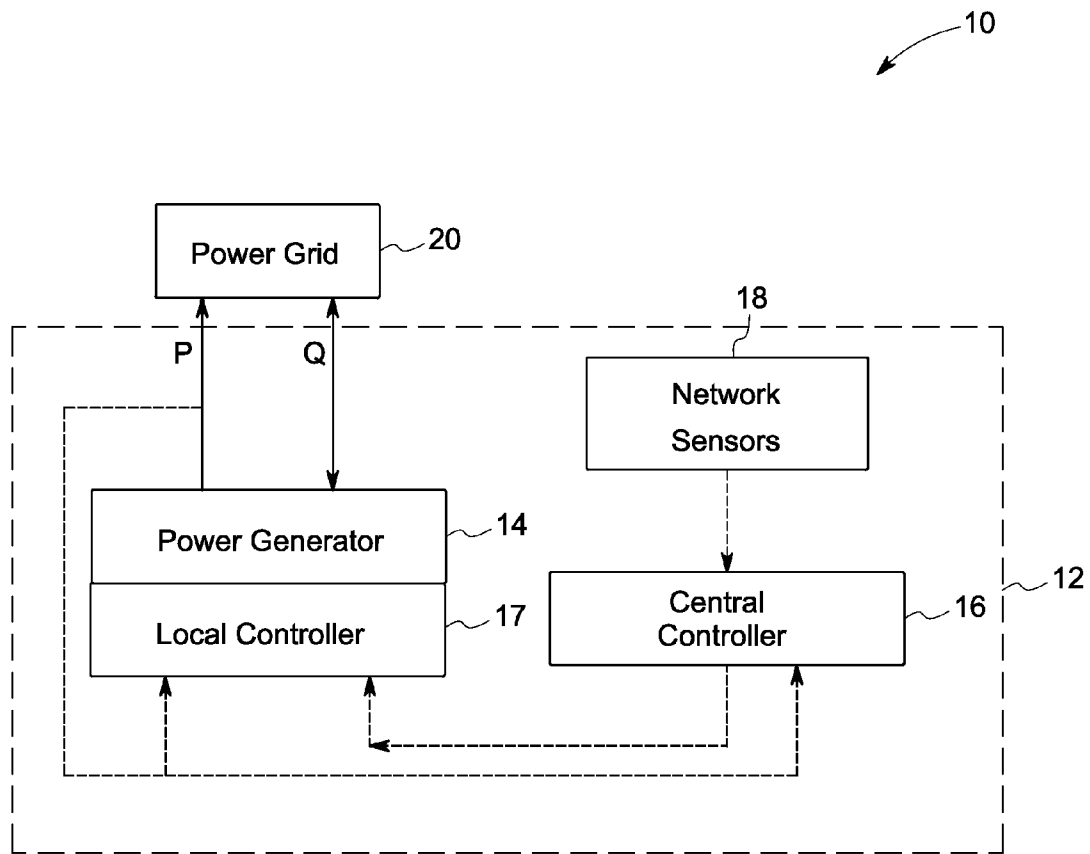 10
Power Grid
20
P
Q
18
Network
Sensors
Power Generator
14
12
Central
Controller
16
Local Controller
17